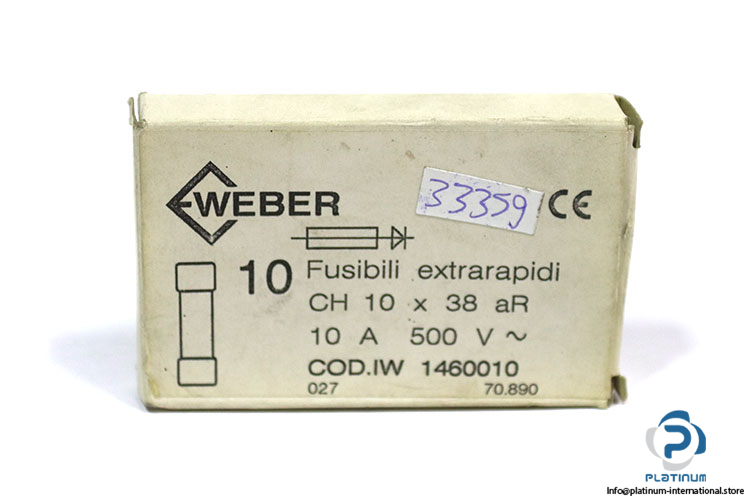 WEBER
33359
CE
10 Fusibili extrarapidi
CH 10 x 38 aR
10 A 500 V ~
COD.IW 1460010
027 70.890
PLATINUM
Info@platinum-international.store